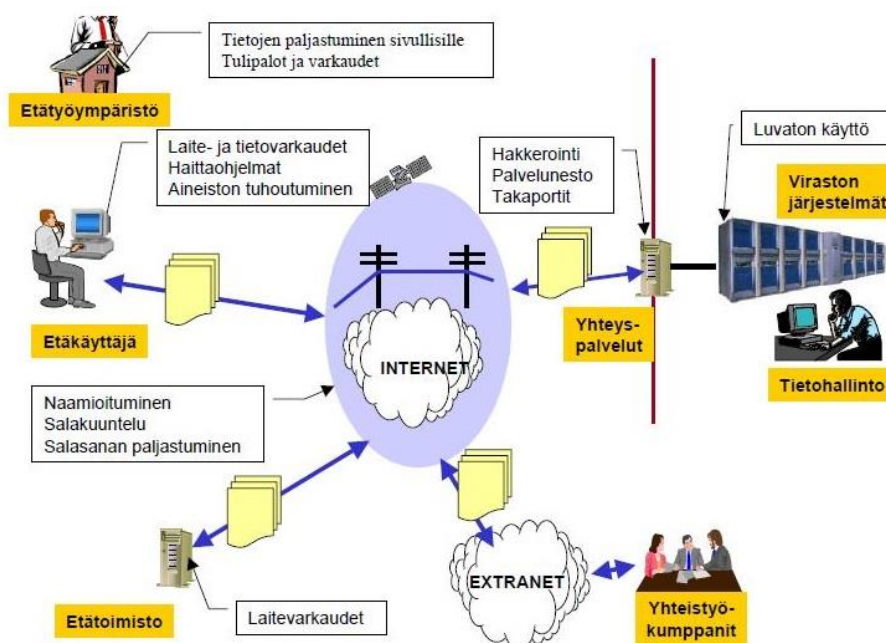 Tietojen paljastuminen sivullisille
Tulipalot ja varkaudet
Etätyöympäristö
Laite- ja tietovarkaudet
Haittaohjelmat
Aineiston tuhoutuminen
Etäkäyttäjä
Hakkerointi
Palvelunesto
Takaportit
Luvaton käyttö
Viraston
järjestelmät
Yhteys-
palvelut
Tietohallinto
INTERNET
Naamioituminen
Salakuuntelu
Salasanan paljastuminen
Etätoimisto
Laitevarkaudet
EXTRANET
Yhteistyö-
kumppanit